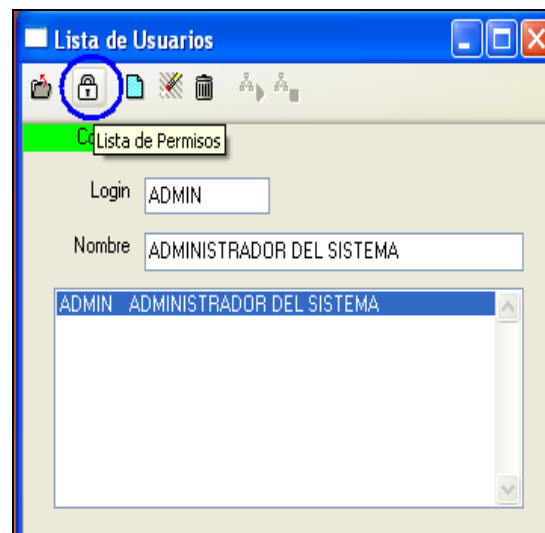 Lista de Usuarios
Lista de Permisos
Login ADMIN
Nombre ADMINISTRADOR DEL SISTEMA
ADMIN ADMINISTRADOR DEL SISTEMA